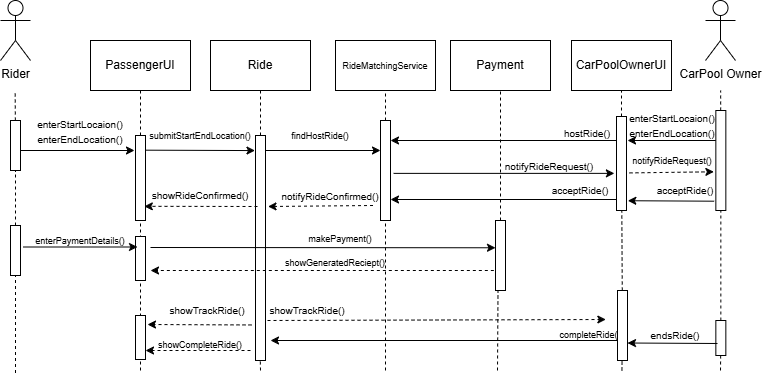 Rider
PassengerUI
Ride
RideMatchingService
Payment
CarPoolOwnerUI
CarPool Owner
enterStartLocaion()
enterEndLocation()
submitStartEndLocation()
findHostRide()
hostRide()
enterStartLocaion()
enterEndLocation()
notifyRideRequest()
notifyRideRequest()
showRideConfirmed()
notifyRideConfirmed()
acceptRide()
acceptRide()
enterPaymentDetails()
makePayment()
showGeneratedReciept()
showTrackRide()
showTrackRide()
completeRide(
endsRide()
showCompleteRide()